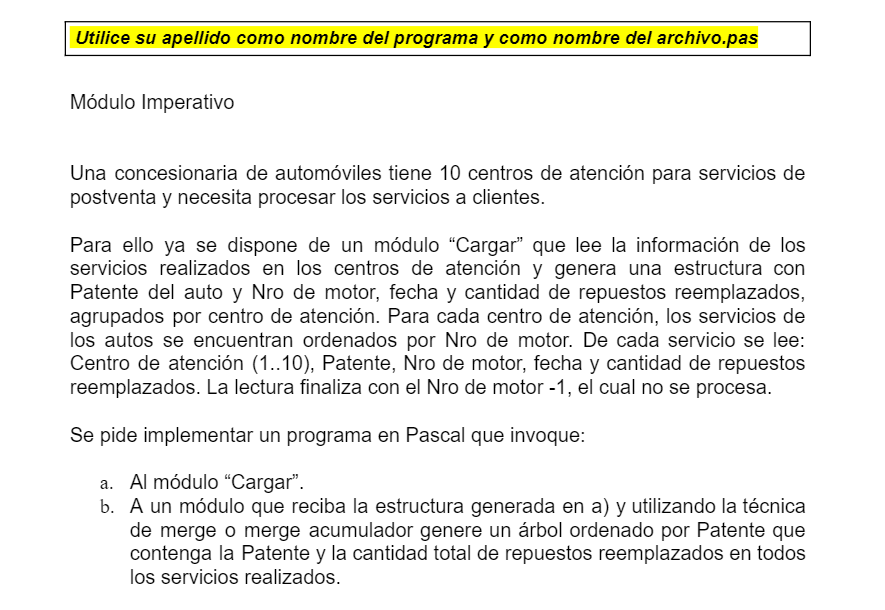 Utilice su apellido como nombre del programa y como nombre del archivo.pas
Módulo Imperativo
Una concesionaria de automóviles tiene 10 centros de atención para servicios de
postventa y necesita procesar los servicios a clientes.
Para ello ya se dispone de un módulo “Cargar” que lee la información de los
servicios realizados en los centros de atención y genera una estructura con
Patente del auto y Nro de motor, fecha y cantidad de repuestos reemplazados,
agrupados por centro de atención. Para cada centro de atención, los servicios de
los autos se encuentran ordenados por Nro de motor. De cada servicio se lee:
Centro de atención (1..10), Patente, Nro de motor, fecha y cantidad de repuestos
reemplazados. La lectura finaliza con el Nro de motor -1, el cual no se procesa.
Se pide implementar un programa en Pascal que invoque:
a. Al módulo “Cargar”.
b. A un módulo que reciba la estructura generada en a) y utilizando la técnica
de merge o merge acumulador genere un árbol ordenado por Patente que
contenga la Patente y la cantidad total de repuestos reemplazados en todos
los servicios realizados.